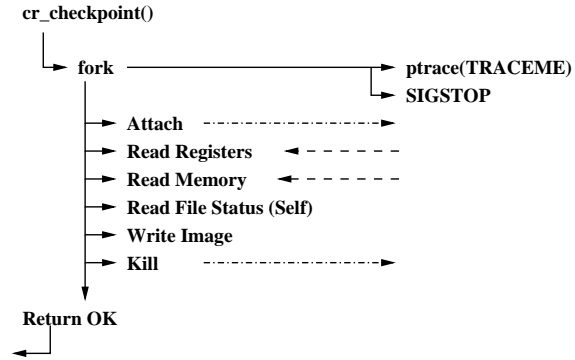 cr_checkpoint()
fork
ptrace(TRACEME)
SIGSTOP
Attach
Read Registers
Read Memory
Read File Status (Self)
Write Image
Kill
Return OK